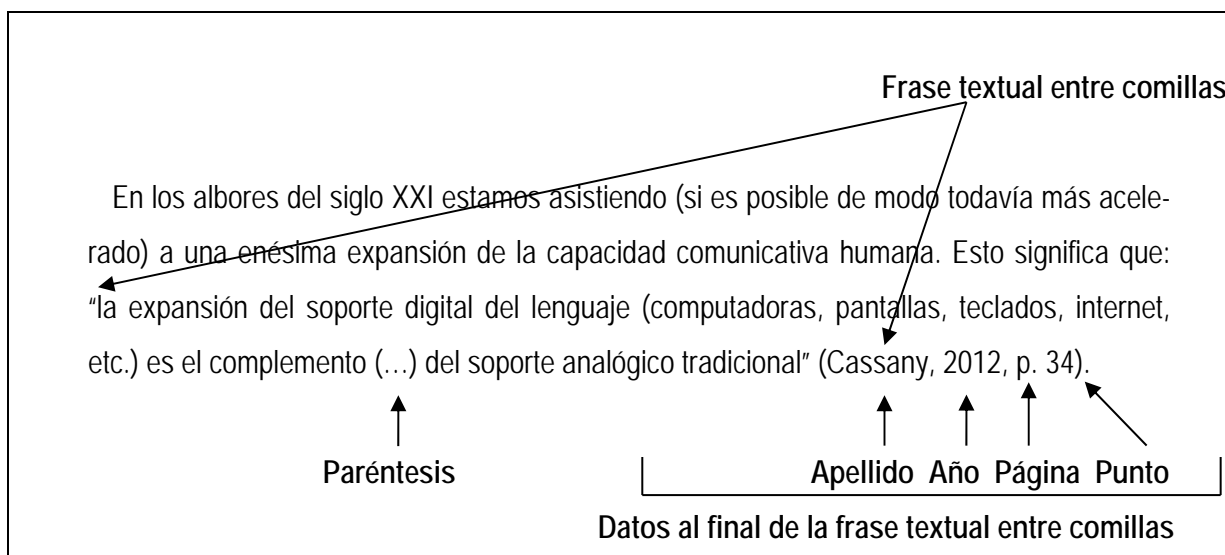 Frase textual entre comillas
En los albores del siglo XXI estamos asistiendo (si es posible de modo todavía más acele-
rado) a una enésima expansión de la capacidad comunicativa humana. Esto significa que:
“la expansión del soporte digital del lenguaje (computadoras, pantallas, teclados, internet,
etc.) es el complemento (…) del soporte analógico tradicional” (Cassany, 2012, p. 34).
Paréntesis Apellido Año Página Punto
Datos al final de la frase textual entre comillas